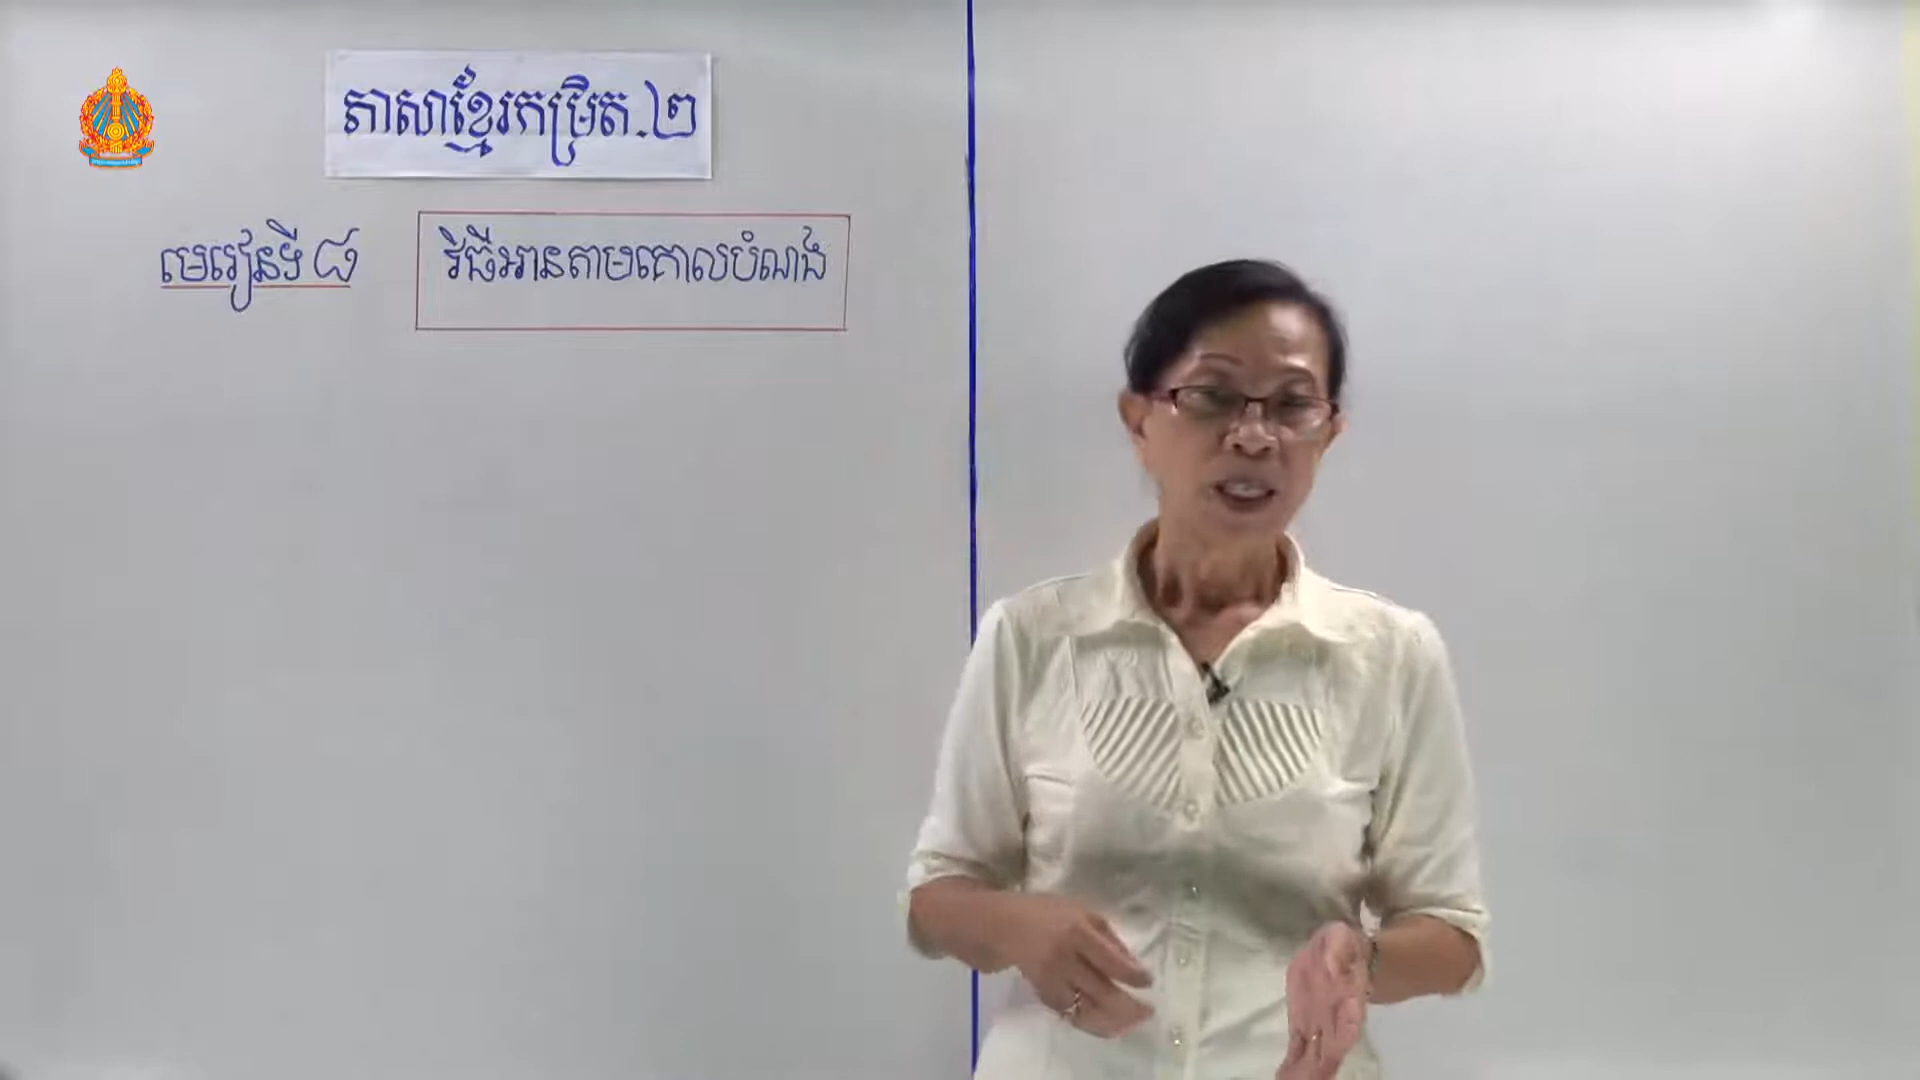 ភាសាខ្មែរកម្រិត.២
មេរៀនទី ៨ វិធីអានតាមគោលបំណង